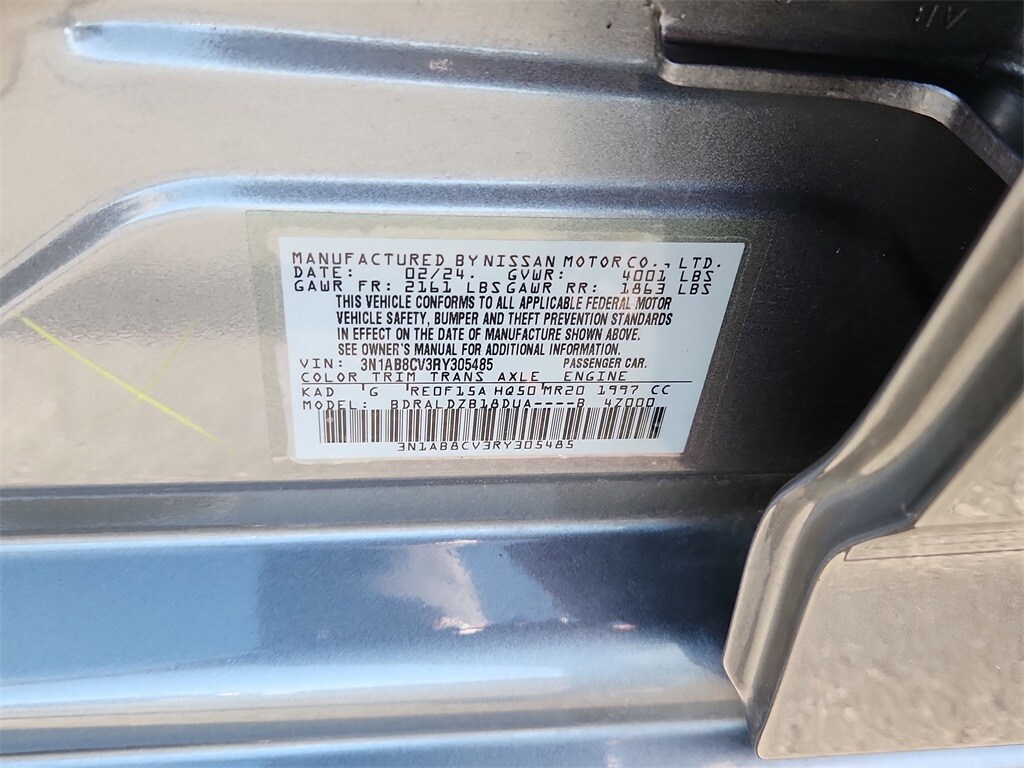 AB
MANUFACTURED BY NISSAN MOTOR CO., LTD.
DATE: 02/24. GVWR: 4001 LBS
GAWR FR: 2161 LBS GAWR RR: 1863 LBS
THIS VEHICLE CONFORMS TO ALL APPLICABLE FEDERAL MOTOR
VEHICLE SAFETY, BUMPER AND THEFT PREVENTION STANDARDS
IN EFFECT ON THE DATE OF MANUFACTURE SHOWN ABOVE.
SEE OWNER'S MANUAL FOR ADDITIONAL INFORMATION.
VIN: 3N1AB8CV3RY305485 PASSENGER CAR.
COLOR TRIM TRANS AXLE ENGINE
KAD G RE0F15A HQ50 MR20 1997 CC
MODEL: BDRALDZB18DUA----B 4Z000
3N1AB8CV3RY305485